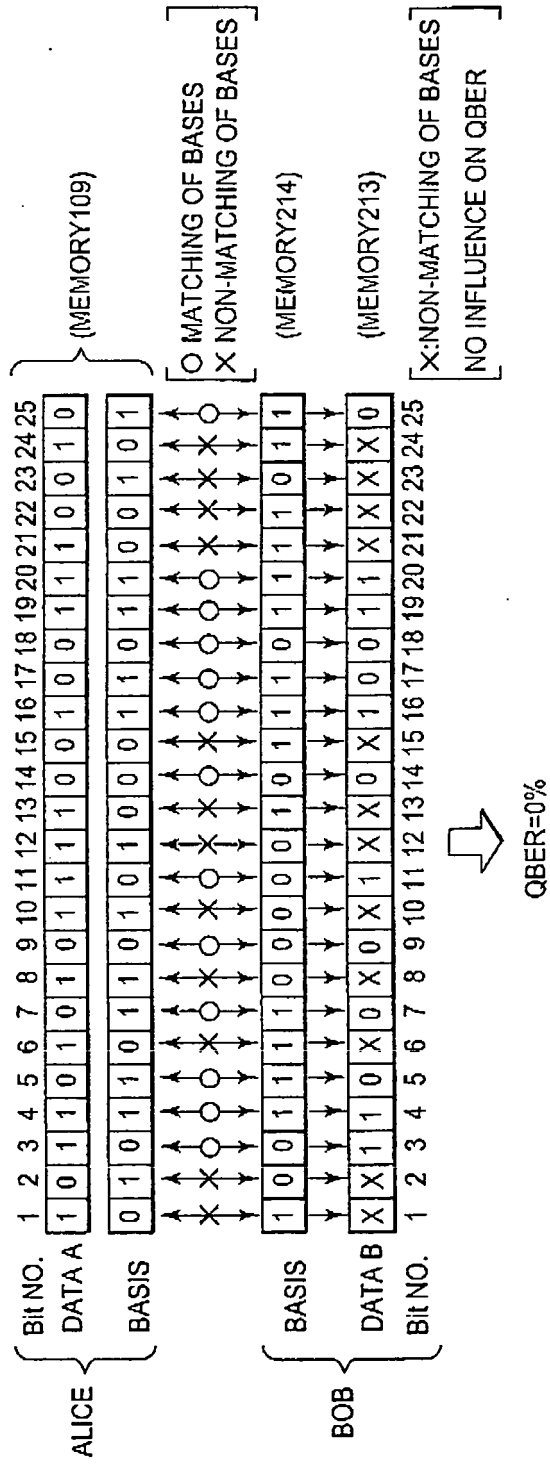 Bit NO. 1 2 3 4 5 6 7 8 9 10 11 12 13 14 15 16 17 18 19 20 21 22 23 24 25
ALICE
DATA A 1 0 1 1 0 1 0 1 0 1 1 1 1 0 0 1 0 0 1 1 1 0 0 1 0
(MEMORY109)
BASIS 0 1 0 1 1 0 1 1 0 1 0 1 0 0 0 1 1 0 1 1 0 0 1 0 1
X X O O O X O X O X O X X O X O O O O O X X X X O
O MATCHING OF BASES
X NON-MATCHING OF BASES
BOB
BASIS 1 0 0 1 1 1 1 0 0 0 0 0 1 0 1 1 1 0 1 1 1 1 0 1 1 (MEMORY214)
DATA B X X 1 1 0 X 0 X 0 X 1 X X 0 X 1 0 0 1 1 X X X X 0 (MEMORY213)
Bit NO. 1 2 3 4 5 6 7 8 9 10 11 12 13 14 15 16 17 18 19 20 21 22 23 24 25
X:NON-MATCHING OF BASES
NO INFLUENCE ON QBER
QBER=0%